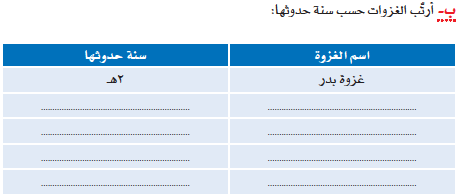 ب- أرتّب الغزوات حسب سنة حدوثها:
اسم الغزوة سنة حدوثها
غزوة بدر ٢هـ